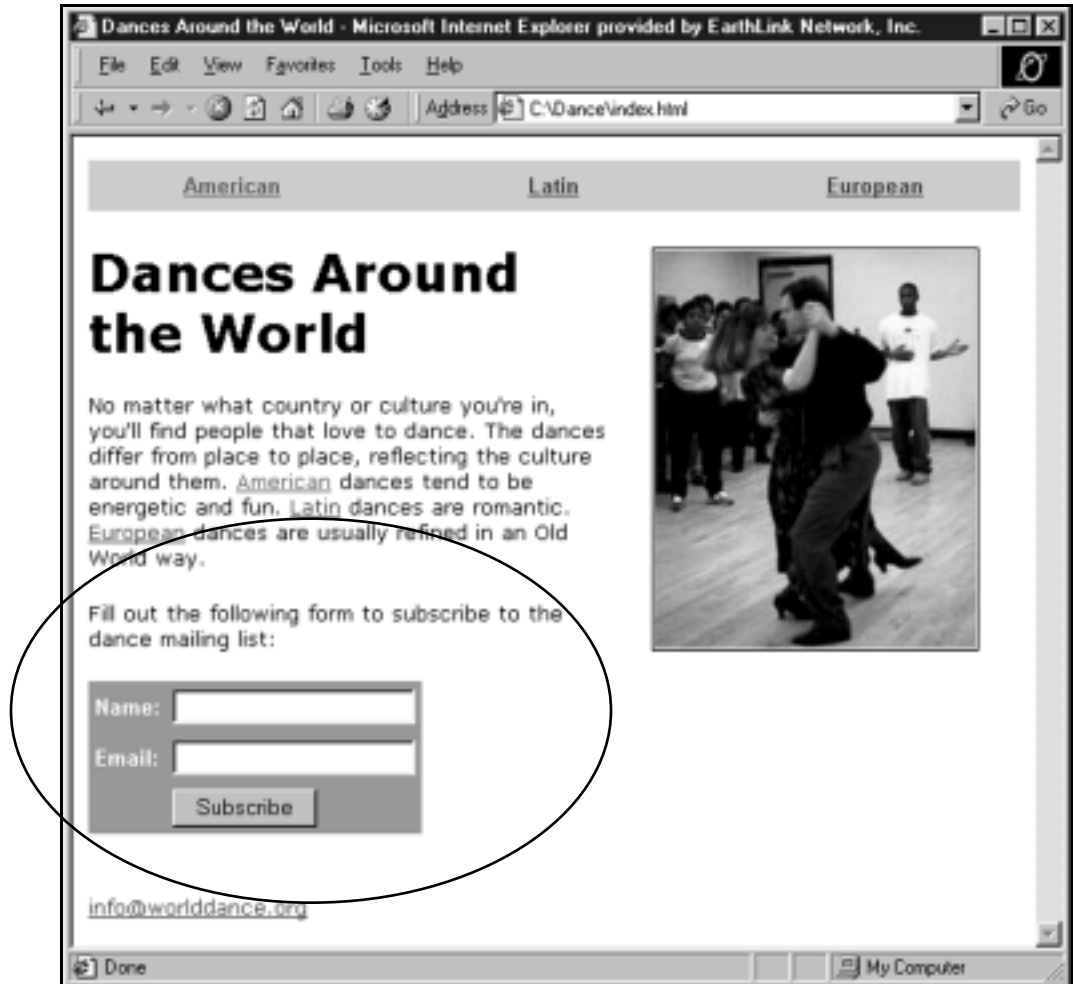 Dances Around the World - Microsoft Internet Explorer provided by EarthLink Network, Inc.
File Edit View Favorites Tools Help
Address C:\Dance\index.html Go
American Latin European
Dances Around
the World
No matter what country or culture you're in,
you'll find people that love to dance. The dances
differ from place to place, reflecting the culture
around them. American dances tend to be
energetic and fun. Latin dances are romantic.
European dances are usually refined in an Old
World way.
Fill out the following form to subscribe to the
dance mailing list:
Name:
Email:
Subscribe
info@worlddance.org
Done My Computer